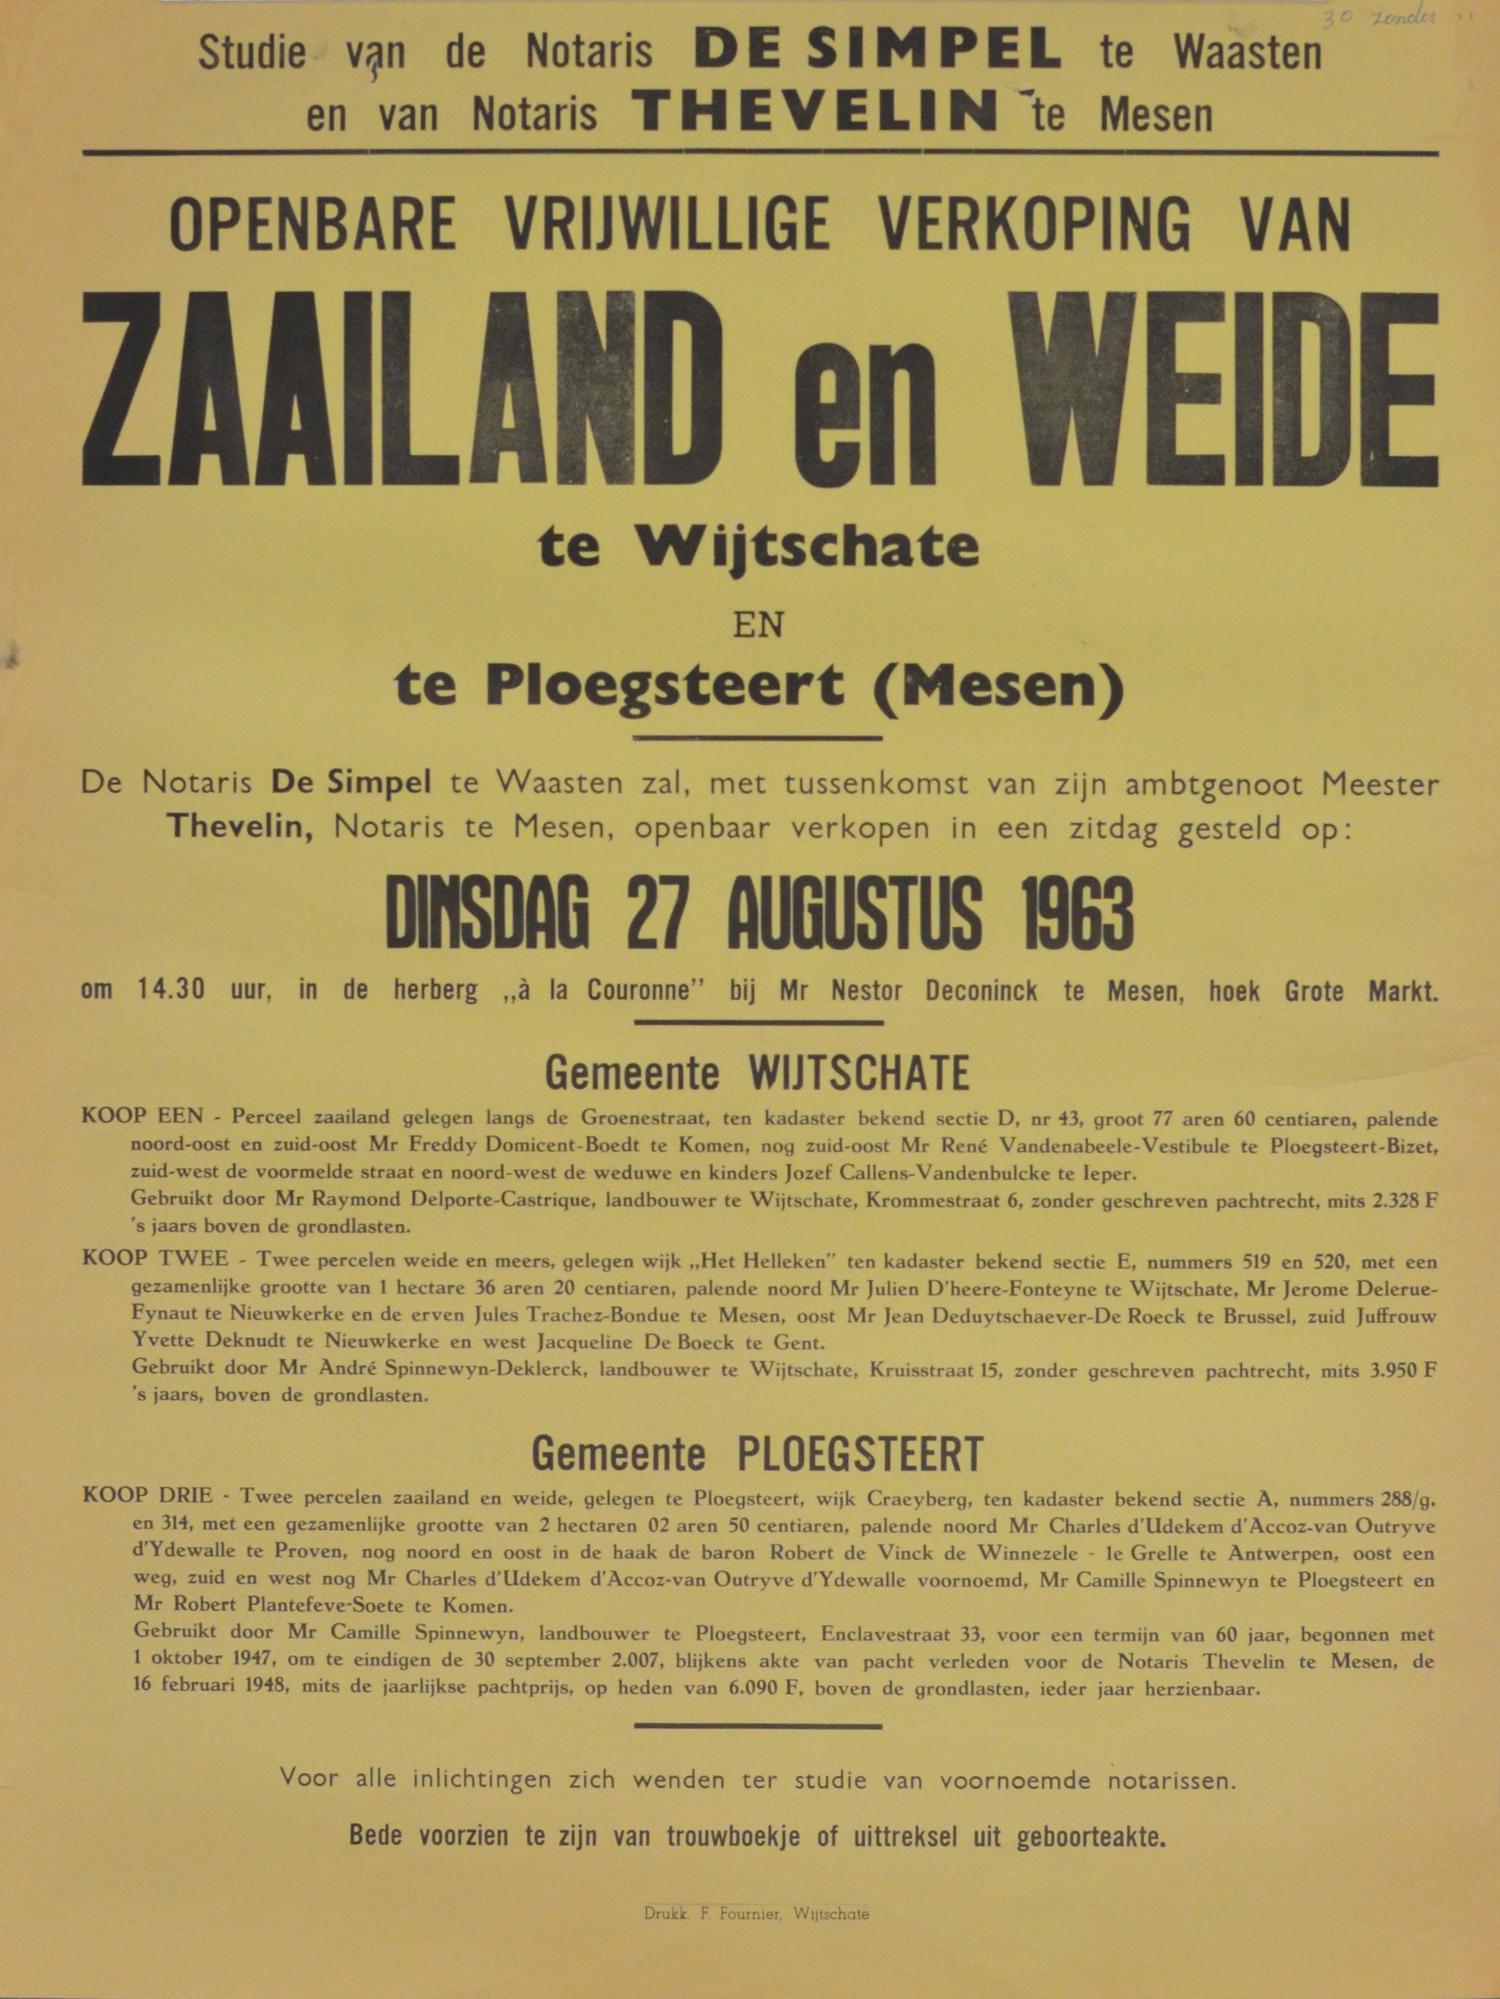 30 zonder
Studie van de Notaris DE SIMPEL te Waasten
en van Notaris THEVELIN te Mesen
OPENBARE VRIJWILLIGE VERKOPING VAN
ZAAILAND en WEIDE
te Wijtschate
EN
te Ploegsteert (Mesen)
De Notaris De Simpel te Waasten zal, met tussenkomst van zijn ambtgenoot Meester
Thevelin, Notaris te Mesen, openbaar verkopen in een zitdag gesteld op:
DINSDAG 27 AUGUSTUS 1963
om 14.30 uur, in de herberg „à la Couronne" bij Mr Nestor Deconinck te Mesen, hoek Grote Markt.
Gemeente WIJTSCHATE
KOOP EEN - Perceel zaailand gelegen langs de Groenestraat, ten kadaster bekend sectie D, nr 43, groot 77 aren 60 centiaren, palende
noord-oost en zuid-oost Mr Freddy Domicent-Boedt te Komen, nog zuid-oost Mr René Vandenabeele-Vestibule te Ploegsteert-Bizet,
zuid-west de voormelde straat en noord-west de weduwe en kinders Jozef Callens-Vandenbulcke te Ieper.
Gebruikt door Mr Raymond Delporte-Castrique, landbouwer te Wijtschate, Krommestraat 6, zonder geschreven pachtrecht, mits 2.328 F
's jaars boven de grondlasten.
KOOP TWEE - Twee percelen weide en meers, gelegen wijk „Het Helleken" ten kadaster bekend sectie E, nummers 519 en 520, met een
gezamenlijke grootte van 1 hectare 36 aren 20 centiaren, palende noord Mr Julien D'heere-Fonteyne te Wijtschate, Mr Jerome Delerue-
Fynaut te Nieuwkerke en de erven Jules Trachez-Bondue te Mesen, oost Mr Jean Deduytschaever-De Roeck te Brussel, zuid Juffrouw
Yvette Deknudt te Nieuwkerke en west Jacqueline De Boeck te Gent.
Gebruikt door Mr André Spinnewyn-Deklerck, landbouwer te Wijtschate, Kruisstraat 15, zonder geschreven pachtrecht, mits 3.950 F
's jaars, boven de grondlasten.
Gemeente PLOEGSTEERT
KOOP DRIE - Twee percelen zaailand en weide, gelegen te Ploegsteert, wijk Craeyberg, ten kadaster bekend sectie A, nummers 288/g.
en 314, met een gezamenlijke grootte van 2 hectaren 02 aren 50 centiaren, palende noord Mr Charles d'Udekem d'Accoz-van Outryve
d'Ydewalle te Proven, nog noord en oost in de haak de baron Robert de Vinck de Winnezele - le Grelle te Antwerpen, oost een
weg, zuid en west nog Mr Charles d'Udekem d'Accoz-van Outryve d'Ydewalle voornoemd, Mr Camille Spinnewyn te Ploegsteert en
Mr Robert Plantefeve-Soete te Komen.
Gebruikt door Mr Camille Spinnewyn, landbouwer te Ploegsteert, Enclavestraat 33, voor een termijn van 60 jaar, begonnen met
1 oktober 1947, om te eindigen de 30 september 2.007, blijkens akte van pacht verleden voor de Notaris Thevelin te Mesen, de
16 februari 1948, mits de jaarlijkse pachtprijs, op heden van 6.090 F, boven de grondlasten, ieder jaar herzienbaar.
Voor alle inlichtingen zich wenden ter studie van voornoemde notarissen.
Bede voorzien te zijn van trouwboekje of uittreksel uit geboorteakte.
Drukk. F. Fournier, Wijtschate